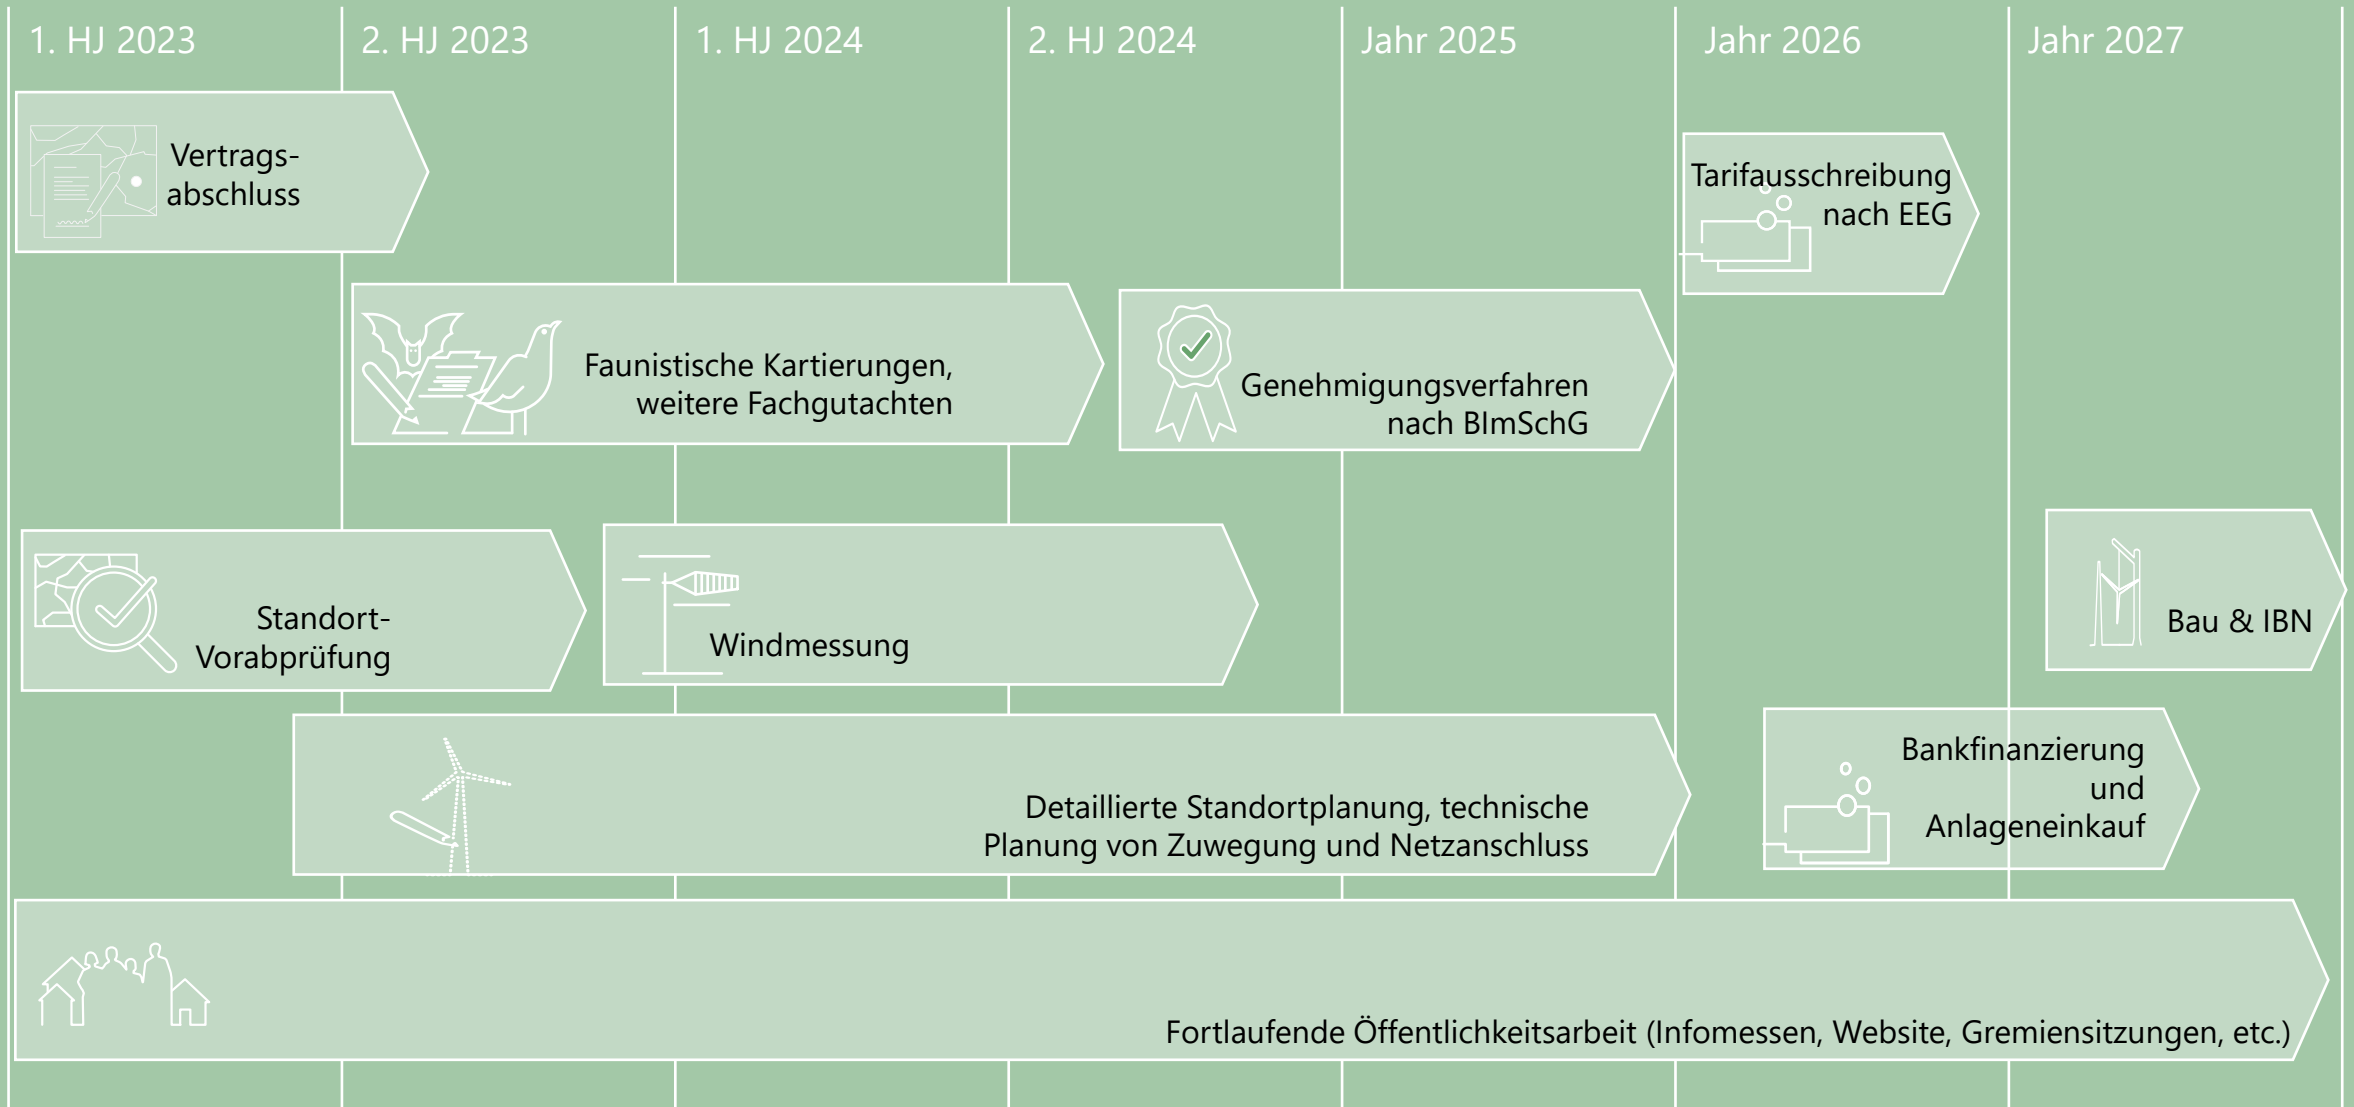 1. HJ 2023
2. HJ 2023
1. HJ 2024
2. HJ 2024
Jahr 2025
Jahr 2026
Jahr 2027
Vertrags-
abschluss
Tarifausschreibung
nach EEG
Faunistische Kartierungen,
weitere Fachgutachten
Genehmigungsverfahren
nach BImSchG
Standort-
Vorabprüfung
Windmessung
Bau & IBN
Detaillierte Standortplanung, technische
Planung von Zuwegung und Netzanschluss
Bankfinanzierung
und
Anlageneinkauf
Fortlaufende Öffentlichkeitsarbeit (Infomessen, Website, Gremiensitzungen, etc.)